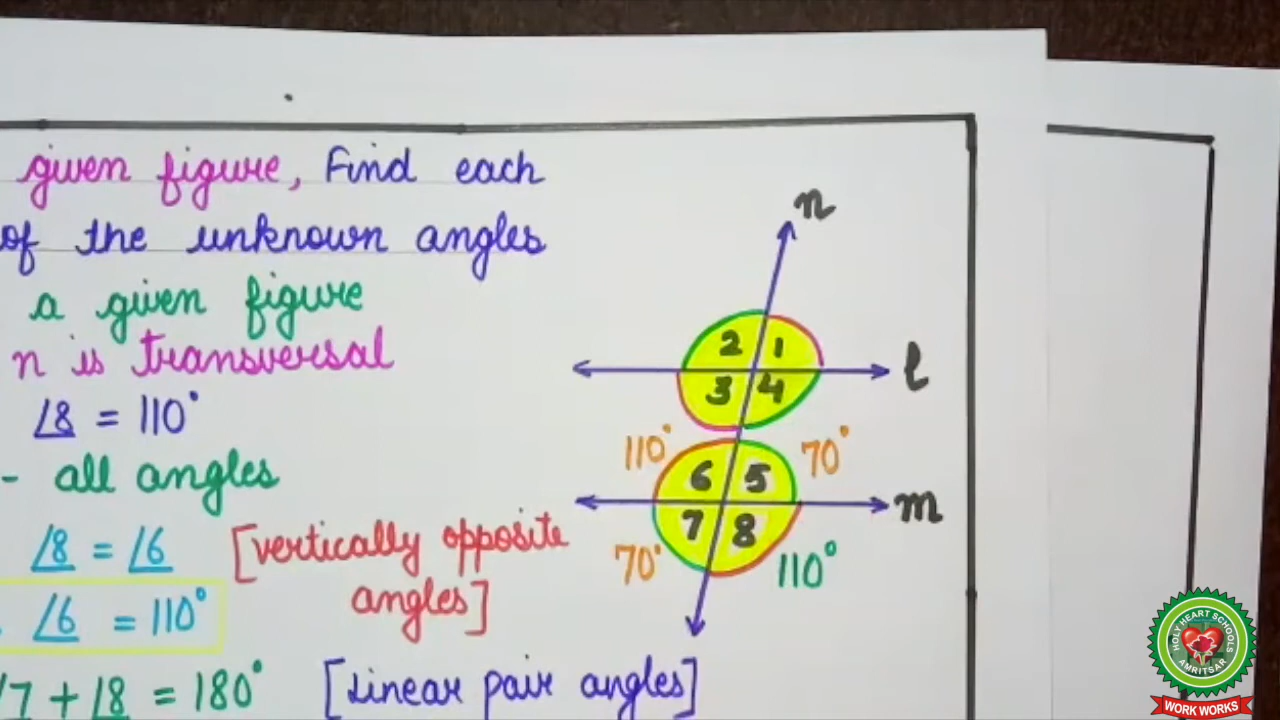 given figure, Find each
of the unknown angles
a given figure
n is transversal
∠8 = 110°
- all angles
∠8 = ∠6 [vertically opposite
angles]
∠6 = 110°
∠7 + ∠8 = 180° [Linear pair angles]
n
2 1
l
3 4
110° 70°
6 5
m
7 8
70° 110°
HOLY HEART SCHOOLS
AMRITSAR
WORK WORKS